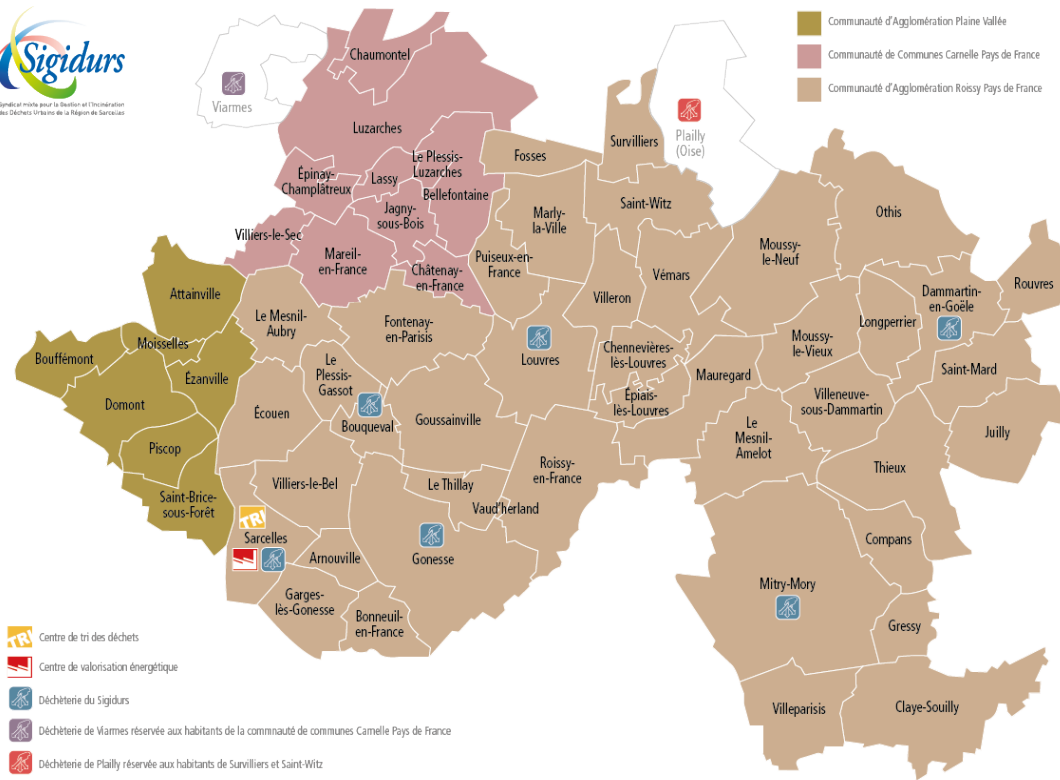 Sigidurs
Syndicat mixte pour la Gestion et l'Incinération
des Déchets Urbains de la Région de Sarcelles
Communauté d'Agglomération Plaine Vallée
Communauté de Communes Carnelle Pays de France
Communauté d'Agglomération Roissy Pays de France
Viarmes
Chaumontel
Luzarches
Plailly
(Oise)
Survilliers
Fosses
Épinay-
Champlâtreux
Lassy
Le Plessis-
Luzarches
Bellefontaine
Jagny-
sous-Bois
Marly-
la-Ville
Saint-Witz
Othis
Villiers-le-Sec
Mareil-
en-France
Châtenay-
en-France
Puiseux-en-
France
Villeron
Vémars
Moussy-
le-Neuf
Rouvres
Attainville
Le Mesnil-
Aubry
Fontenay-
en-Parisis
Louvres
Chennevières-
lès-Louvres
Épiais-
lès-Louvres
Mauregard
Moussy-
le-Vieux
Longperrier
Dammartin-
en-Goële
Saint-Mard
Bouffémont
Moisselles
Ézanville
Domont
Le
Plessis-
Gassot
Bouqueval
Écouen
Goussainville
Villeneuve-
sous-Dammartin
Juilly
Le
Mesnil-
Amelot
Thieux
Piscop
Saint-Brice-
sous-Forêt
Villiers-le-Bel
Le Thillay
Vaud'herland
Roissy-
en-France
TRI
Sarcelles
Arnouville
Gonesse
Compans
Mitry-Mory
Garges-
lès-Gonesse
Bonneuil-
en-France
Gressy
Villeparisis
Claye-Souilly
TRI
Centre de tri des déchets
Centre de valorisation énergétique
Déchèterie du Sigidurs
Déchèterie de Viarmes réservée aux habitants de la commnauté de communes Carnelle Pays de France
Déchèterie de Plailly réservée aux habitants de Survilliers et Saint-Witz